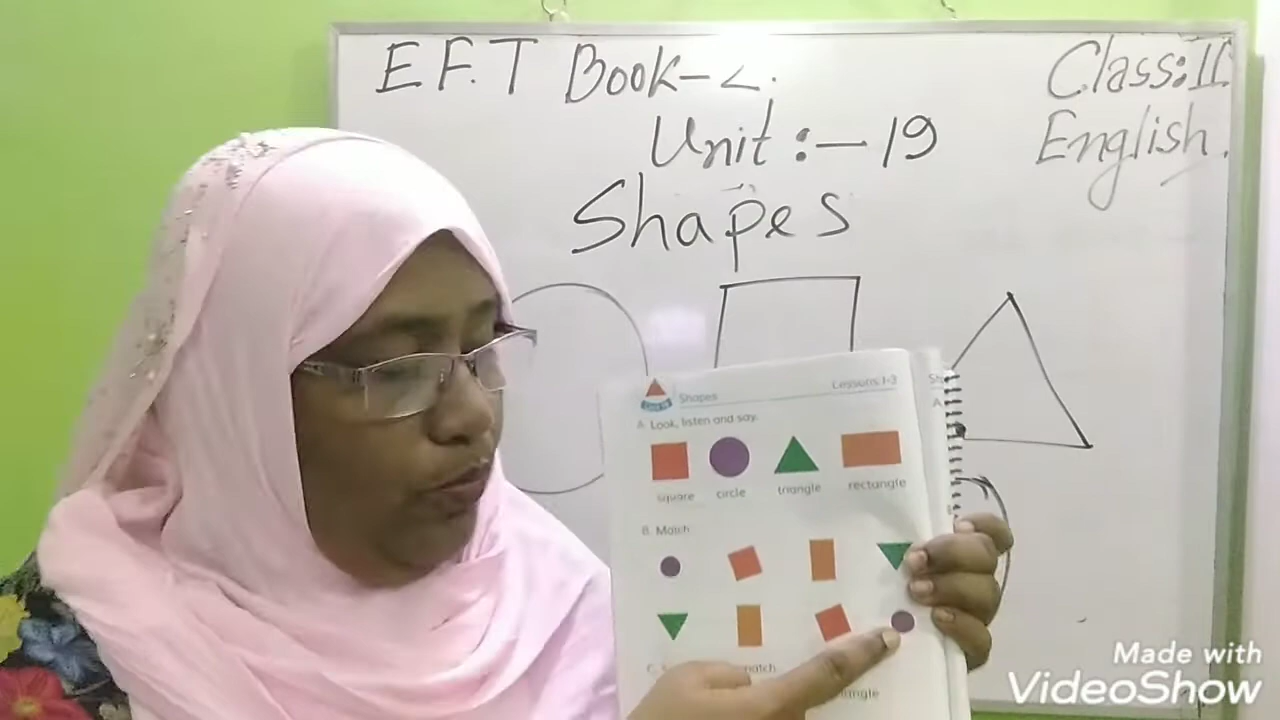 E.F.T Book-2.
Class:II
English.
Unit:-19
Shapes
Shapes
Lessons 1-3
A. Look, listen and say.
square circle triangle rectangle
B. Match
Made with
VideoShow